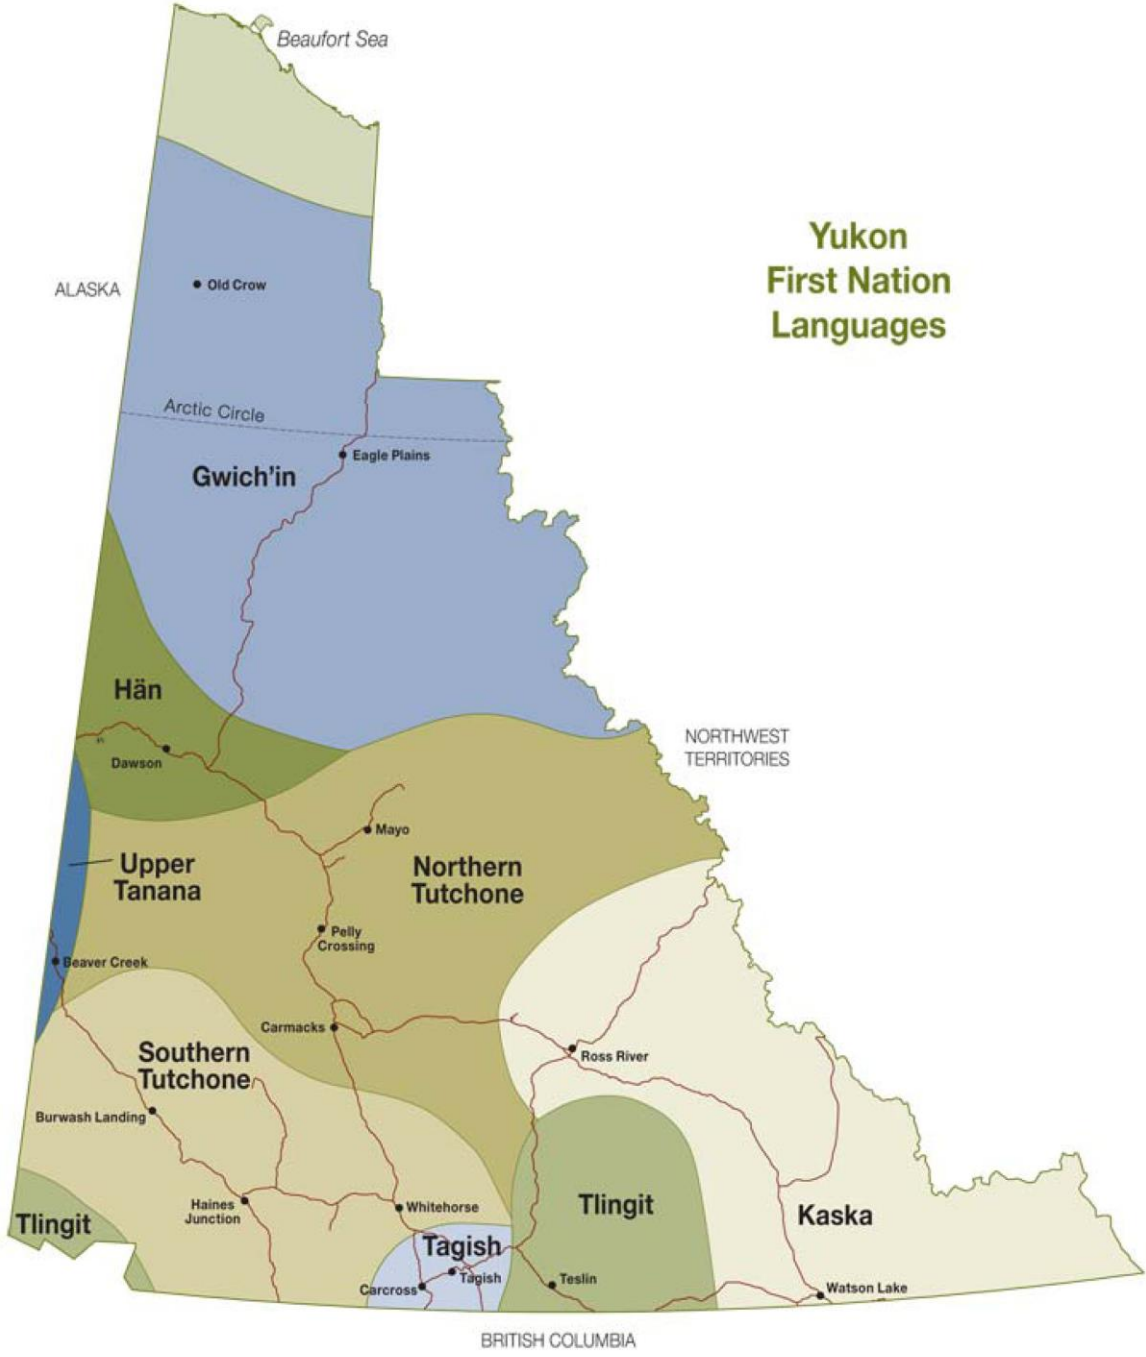 Beaufort Sea
Yukon
First Nation
Languages
ALASKA
Old Crow
Arctic Circle
Eagle Plains
Gwich'in
Hän
Dawson
NORTHWEST
TERRITORIES
Mayo
Upper
Tanana
Northern
Tutchone
Pelly
Crossing
Beaver Creek
Carmacks
Southern
Tutchone
Ross River
Burwash Landing
Haines
Junction
Whitehorse
Tlingit
Tlingit
Kaska
Tagish
Tagish
Carcross
Teslin
Watson Lake
BRITISH COLUMBIA